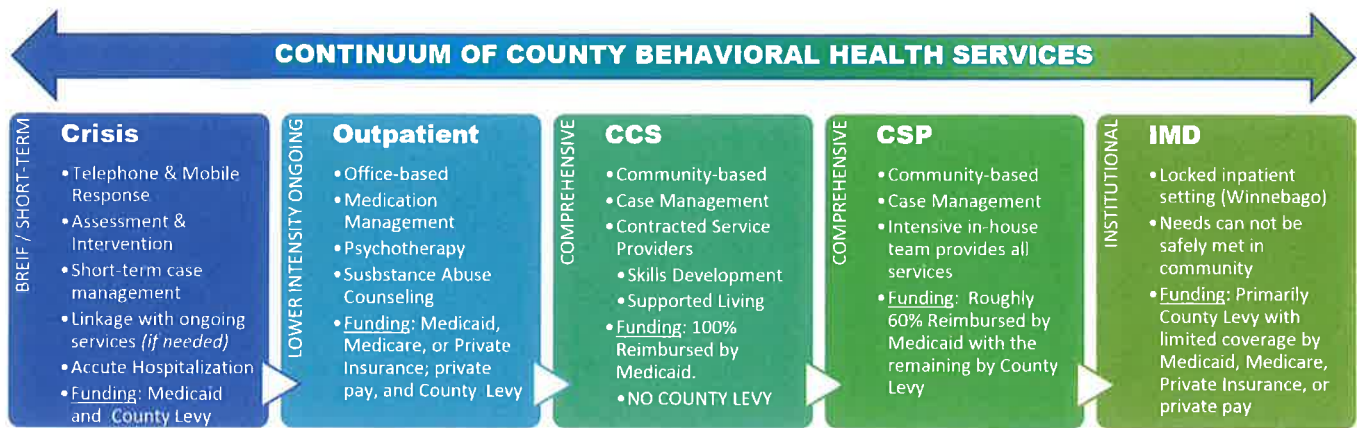 CONTINUUM OF COUNTY BEHAVIORAL HEALTH SERVICES
BREIF / SHORT-TERM
Crisis
• Telephone & Mobile
Response
• Assessment &
Intervention
• Short-term case
management
• Linkage with ongoing
services (if needed)
• Accute Hospitalization
• Funding: Medicaid
and County Levy
LOWER INTENSITY ONGOING
Outpatient
• Office-based
• Medication
Management
• Psychotherapy
• Susbstance Abuse
Counseling
• Funding: Medicaid,
Medicare, or Private
Insurance; private
pay, and County Levy
COMPREHENSIVE
CCS
• Community-based
• Case Management
• Contracted Service
Providers
• Skills Development
• Supported Living
• Funding: 100%
Reimbursed by
Medicaid.
• NO COUNTY LEVY
COMPREHENSIVE
CSP
• Community-based
• Case Management
• Intensive in-house
team provides all
services
• Funding: Roughly
60% Reimbursed by
Medicaid with the
remaining by County
Levy
INSTITUTIONAL
IMD
• Locked inpatient
setting (Winnebago)
• Needs can not be
safely met in
community
• Funding: Primarily
County Levy with
limited coverage by
Medicaid, Medicare,
Private Insurance, or
private pay